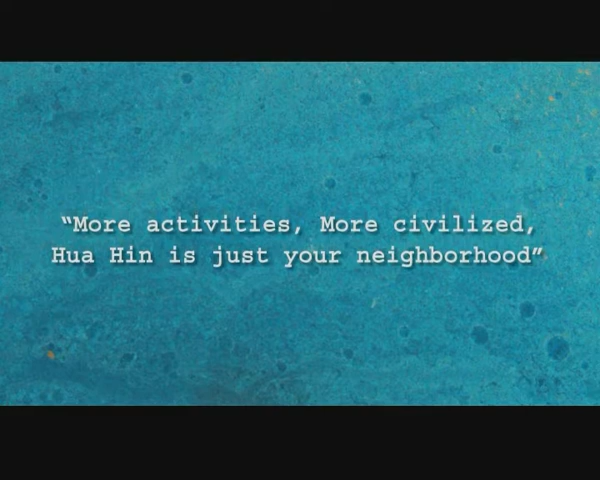 “More activities, More civilized,
Hua Hin is just your neighborhood”